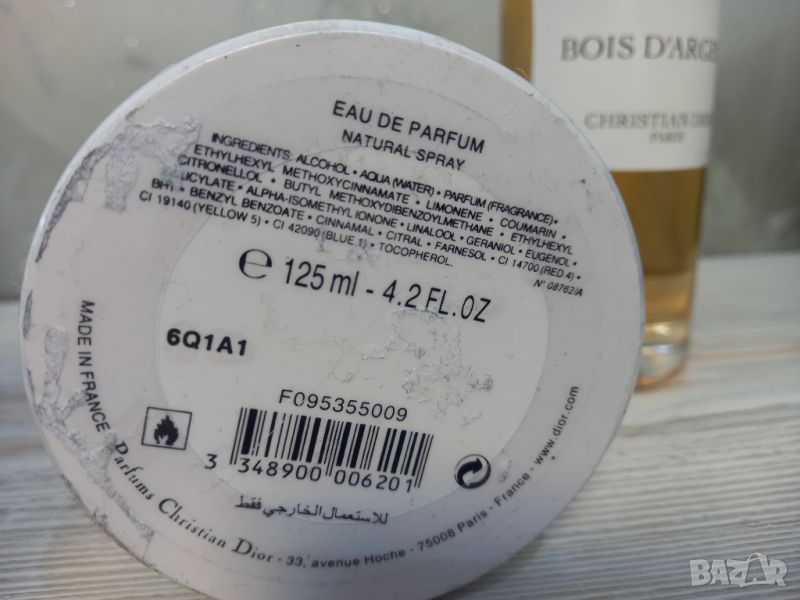 BOIS D'ARGE
CHRISTIAN
PARIS
EAU DE PARFUM
NATURAL SPRAY
INGREDIENTS: ALCOHOL • AQUA (WATER) • PARFUM (FRAGRANCE) •
ETHYLHEXYL METHOXYCINNAMATE • LIMONENE • COUMARIN •
CITRONELLOL • BUTYL METHOXYDIBENZOYLMETHANE • ETHYLHEXYL
LICYLATE • ALPHA-ISOMETHYL IONONE • LINALOOL • GERANIOL • EUGENOL •
BHT • BENZYL BENZOATE • CINNAMAL • CITRAL • FARNESOL • CI 14700 (RED 4) •
CI 19140 (YELLOW 5) • CI 42090 (BLUE 1) • TOCOPHEROL.
N° 08762/A
e 125 ml - 4.2 FL.OZ
6Q1A1
F095355009
3 348900 006201
للاستعمال الخارجي فقط
MADE IN FRANCE
Parfums Christian Dior - 33, avenue Hoche - 75008 Paris - France - www.dior.com
BAZAR